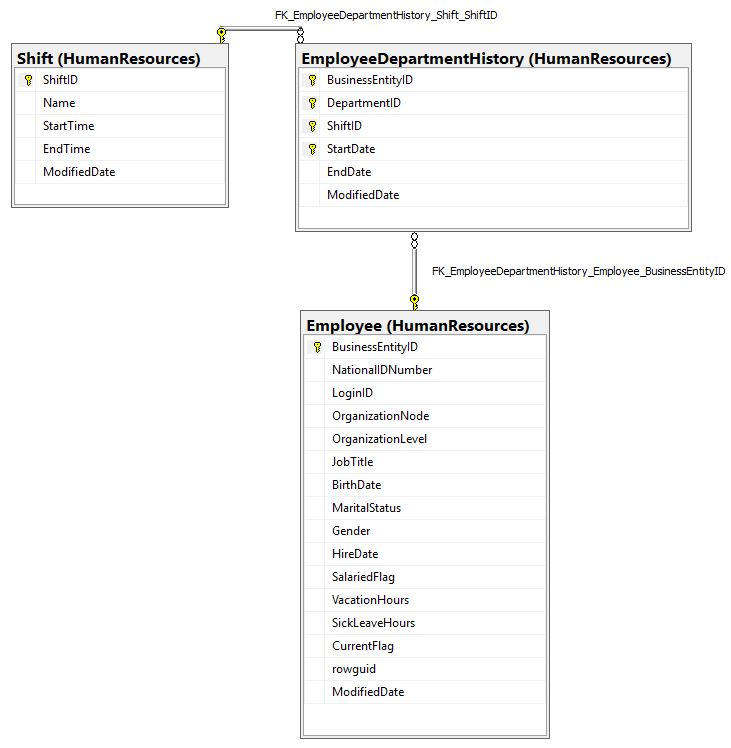 FK_EmployeeDepartmentHistory_Shift_ShiftID
Shift (HumanResources)
ShiftID
Name
StartTime
EndTime
ModifiedDate
EmployeeDepartmentHistory (HumanResources)
BusinessEntityID
DepartmentID
ShiftID
StartDate
EndDate
ModifiedDate
FK_EmployeeDepartmentHistory_Employee_BusinessEntityID
Employee (HumanResources)
BusinessEntityID
NationalIDNumber
LoginID
OrganizationNode
OrganizationLevel
JobTitle
BirthDate
MaritalStatus
Gender
HireDate
SalariedFlag
VacationHours
SickLeaveHours
CurrentFlag
rowguid
ModifiedDate